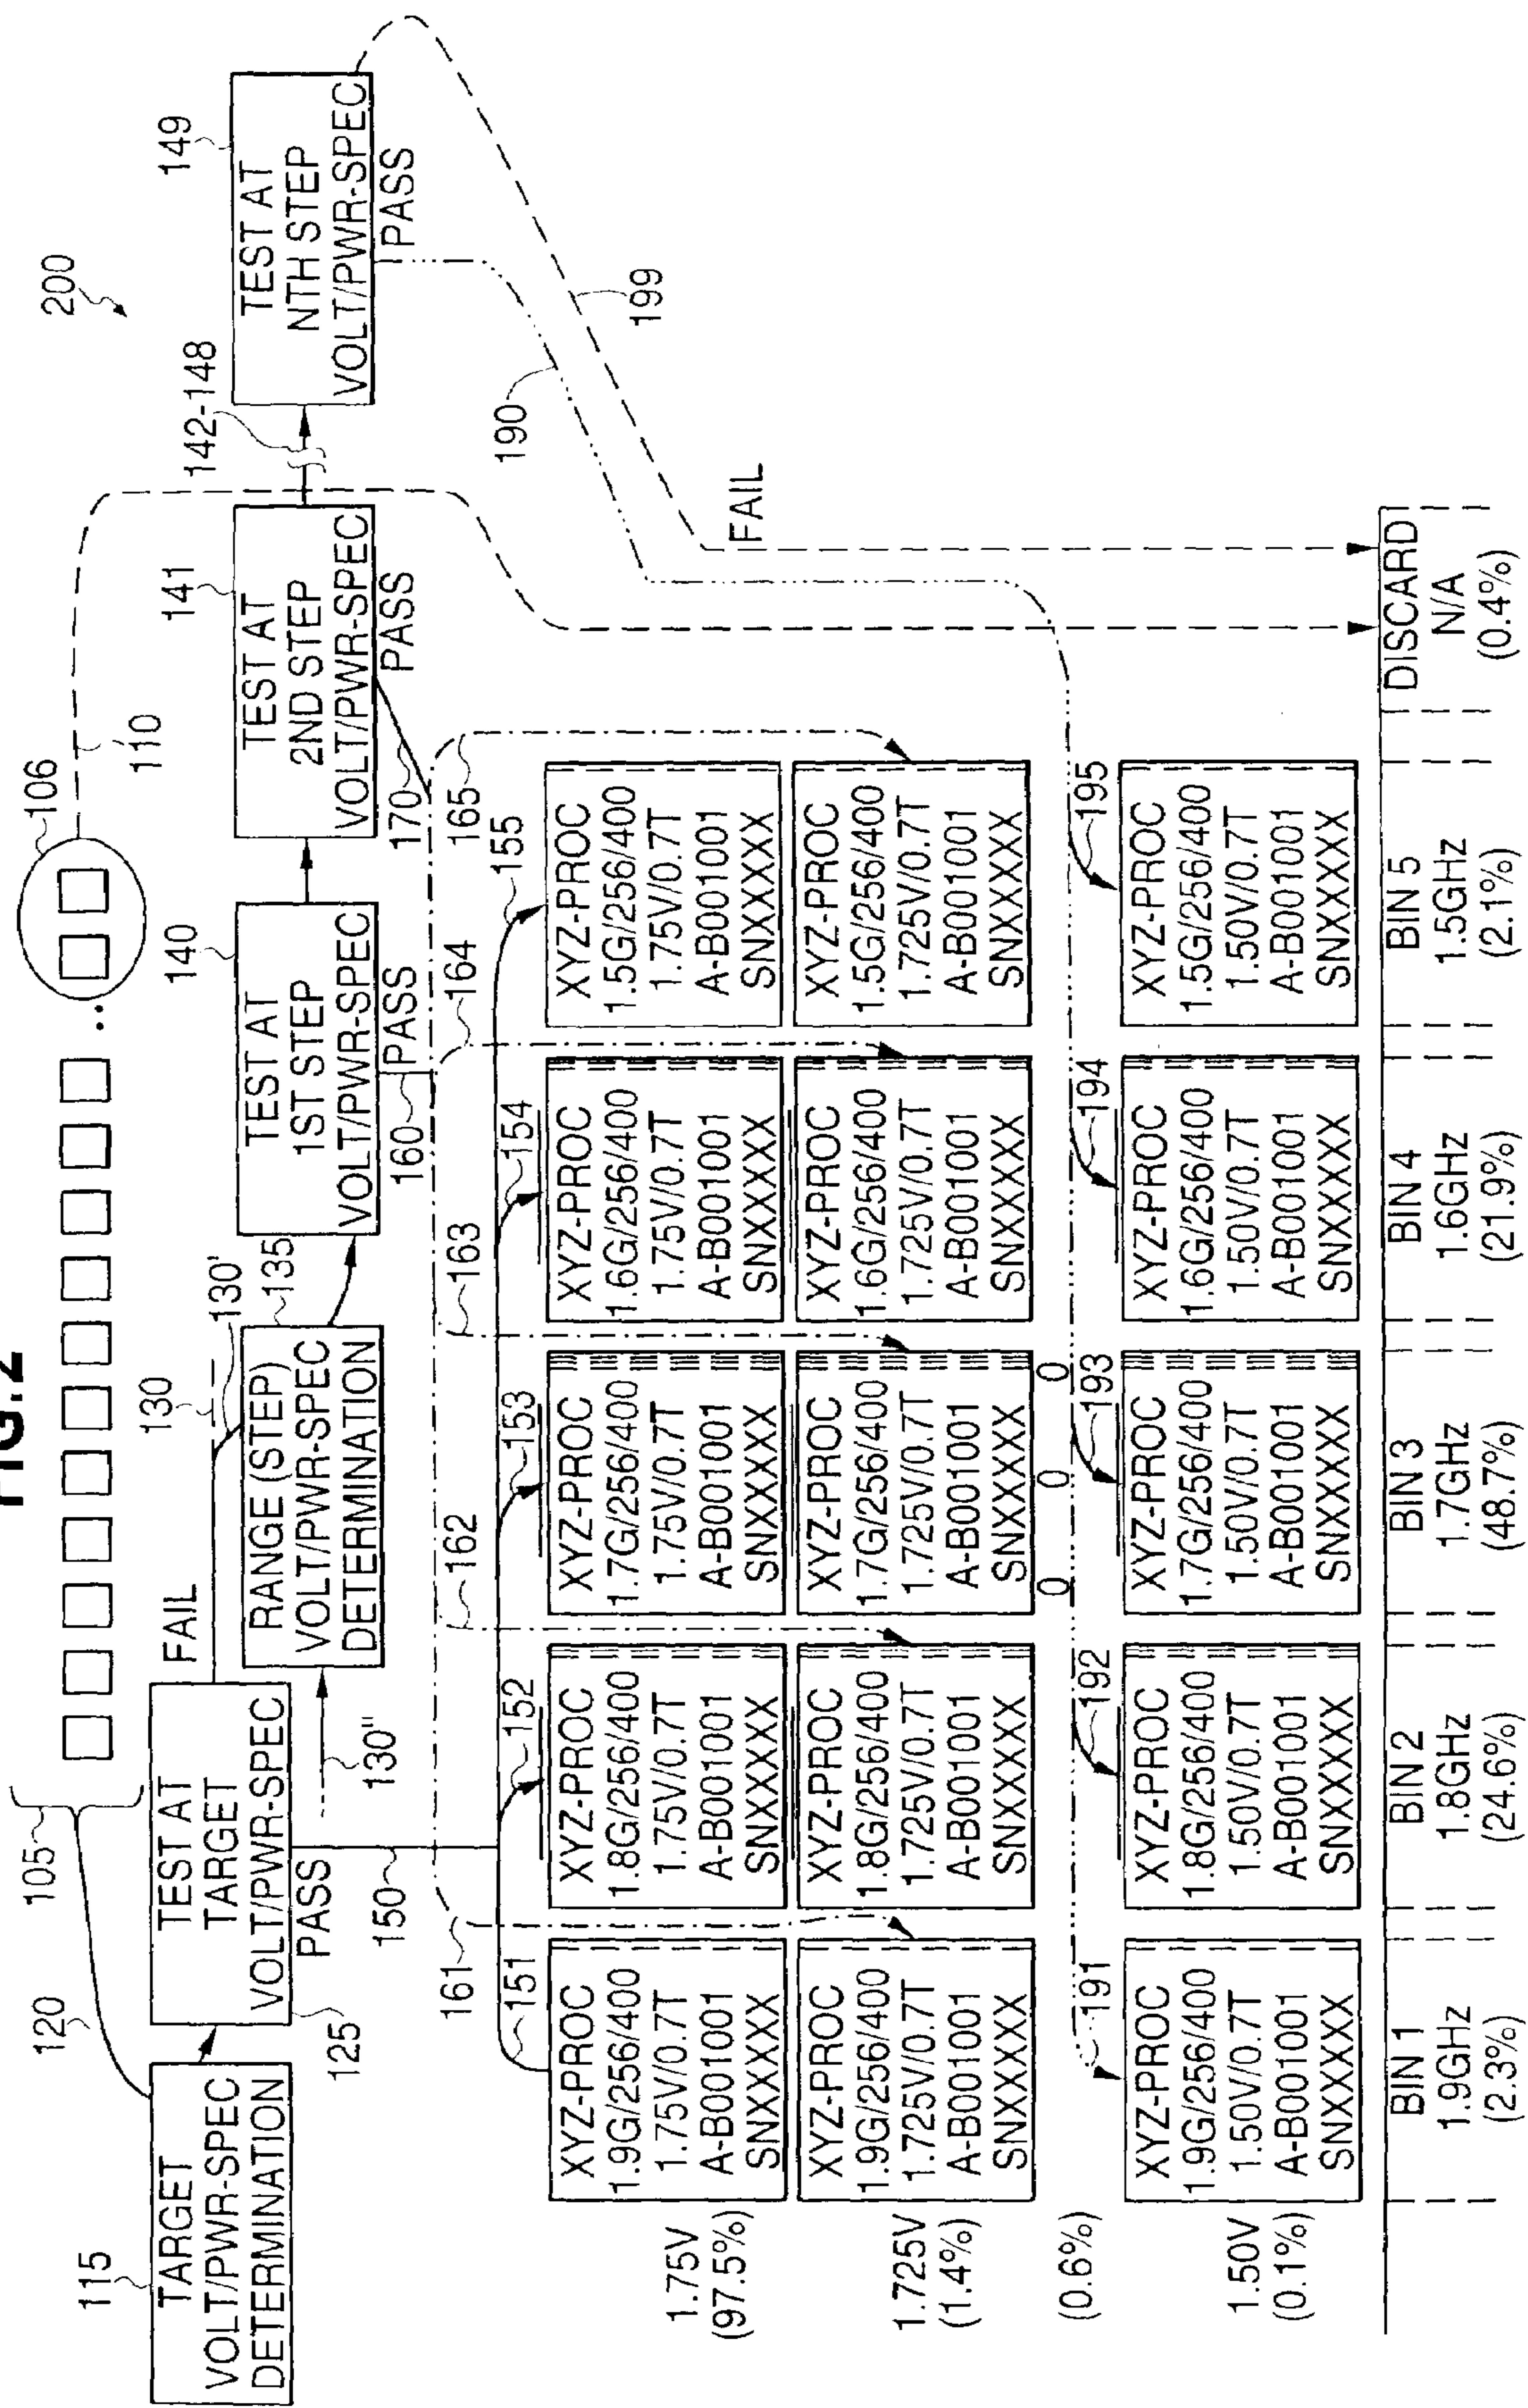 FIG.2
200
105
106
110
120
115
TARGET
VOLT/PWR-SPEC
DETERMINATION
125
TEST AT
TARGET
VOLT/PWR-SPEC
PASS
FAIL
130
130'
130"
135
RANGE (STEP)
VOLT/PWR-SPEC
DETERMINATION
140
TEST AT
1ST STEP
VOLT/PWR-SPEC
PASS
141
TEST AT
2ND STEP
VOLT/PWR-SPEC
PASS
142-148
149
TEST AT
NTH STEP
VOLT/PWR-SPEC
PASS
FAIL
150
160
170
190
199
161
162
163
164
165
151
152
153
154
155
1.75V
(97.5%)
XYZ-PROC
1.9G/256/400
1.75V/0.7T
A-B001001
SNXXXXX
XYZ-PROC
1.8G/256/400
1.75V/0.7T
A-B001001
SNXXXXX
XYZ-PROC
1.7G/256/400
1.75V/0.7T
A-B001001
SNXXXXX
XYZ-PROC
1.6G/256/400
1.75V/0.7T
A-B001001
SNXXXXX
XYZ-PROC
1.5G/256/400
1.75V/0.7T
A-B001001
SNXXXXX
1.725V
(1.4%)
XYZ-PROC
1.9G/256/400
1.725V/0.7T
A-B001001
SNXXXXX
XYZ-PROC
1.8G/256/400
1.725V/0.7T
A-B001001
SNXXXXX
XYZ-PROC
1.7G/256/400
1.725V/0.7T
A-B001001
SNXXXXX
XYZ-PROC
1.6G/256/400
1.725V/0.7T
A-B001001
SNXXXXX
XYZ-PROC
1.5G/256/400
1.725V/0.7T
A-B001001
SNXXXXX
(0.6%)
0 0 0
191
192
193
194
195
1.50V
(0.1%)
XYZ-PROC
1.9G/256/400
1.50V/0.7T
A-B001001
SNXXXXX
XYZ-PROC
1.8G/256/400
1.50V/0.7T
A-B001001
SNXXXXX
XYZ-PROC
1.7G/256/400
1.50V/0.7T
A-B001001
SNXXXXX
XYZ-PROC
1.6G/256/400
1.50V/0.7T
A-B001001
SNXXXXX
XYZ-PROC
1.5G/256/400
1.50V/0.7T
A-B001001
SNXXXXX
BIN 1
1.9GHz
(2.3%)
BIN 2
1.8GHz
(24.6%)
BIN 3
1.7GHz
(48.7%)
BIN 4
1.6GHz
(21.9%)
BIN 5
1.5GHz
(2.1%)
DISCARD
N/A
(0.4%)